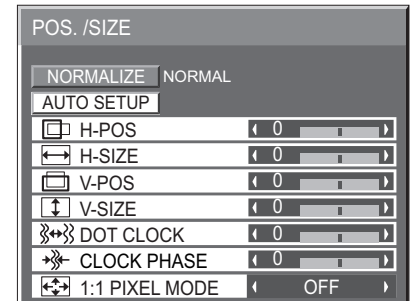 POS. /SIZE
NORMALIZE NORMAL
AUTO SETUP
H-POS 0
H-SIZE 0
V-POS 0
V-SIZE 0
DOT CLOCK 0
CLOCK PHASE 0
1:1 PIXEL MODE OFF